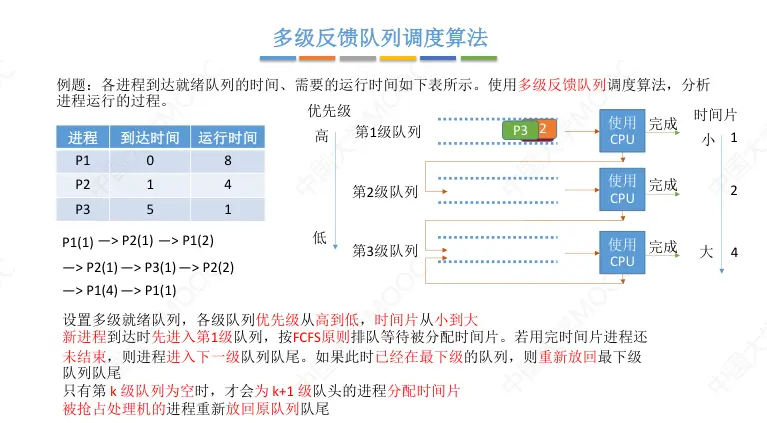 多级反馈队列调度算法
例题：各进程到达就绪队列的时间、需要的运行时间如下表所示。使用多级反馈队列调度算法，分析
进程运行的过程。
进程 到达时间 运行时间
P1 0 8
P2 1 4
P3 5 1
P1(1) —> P2(1) —> P1(2)
—> P2(1) —> P3(1) —> P2(2)
—> P1(4) —> P1(1)
优先级
高
低
第1级队列
P3 2
使用
CPU
完成
第2级队列
使用
CPU
完成
第3级队列
使用
CPU
完成
时间片
小 1
2
大 4
设置多级就绪队列，各级队列优先级从高到低，时间片从小到大
新进程到达时先进入第1级队列，按FCFS原则排队等待被分配时间片。若用完时间片进程还
未结束，则进程进入下一级队列队尾。如果此时已经在最下级的队列，则重新放回最下级
队列队尾
只有第 k 级队列为空时，才会为 k+1 级队头的进程分配时间片
被抢占处理机的进程重新放回原队列队尾